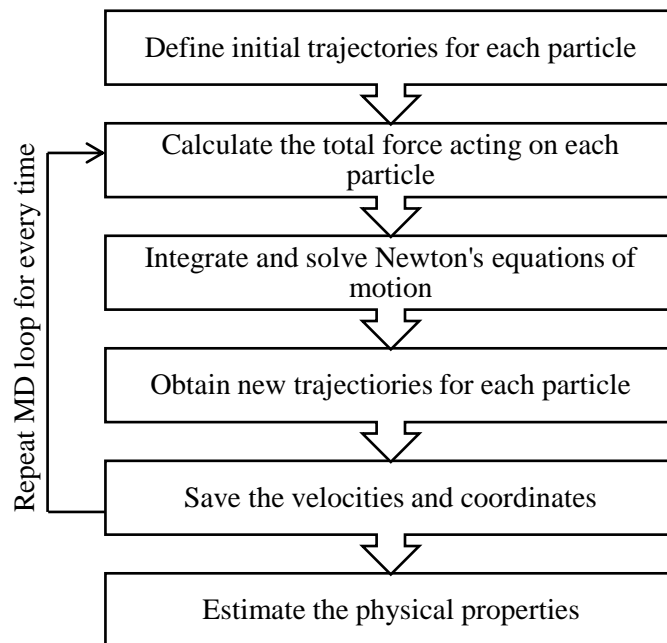 Define initial trajectories for each particle
Calculate the total force acting on each
particle
Integrate and solve Newton's equations of
motion
Obtain new trajectiories for each particle
Save the velocities and coordinates
Estimate the physical properties
Repeat MD loop for every time